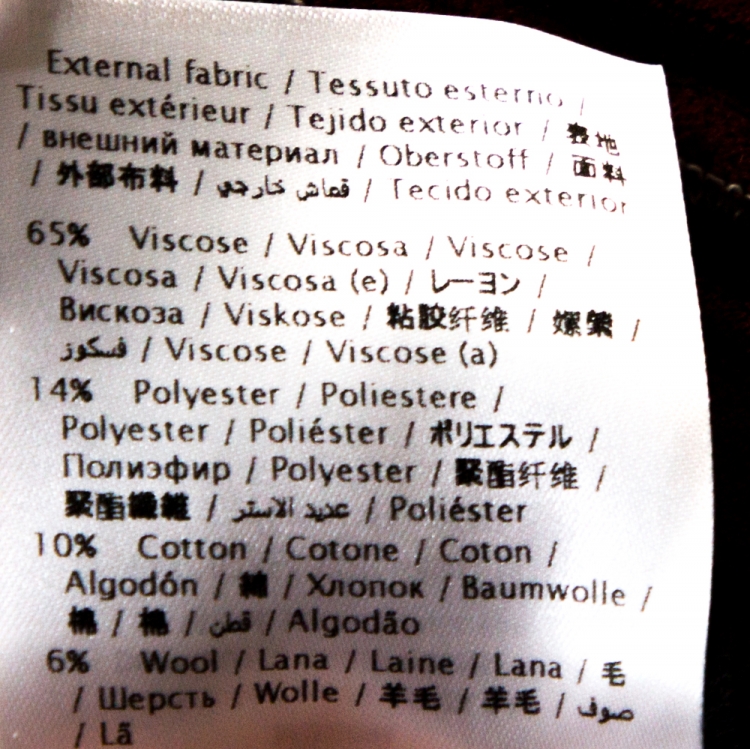 External fabric / Tessuto esterno /
Tissu extérieur / Tejido exterior / 表地
/ внешний материал / Oberstoff / 面料
/ 外部布料 / قماش خارجي / Tecido exterior
65% Viscose / Viscosa / Viscose /
Viscosa / Viscosa (e) / レーヨン /
Вискоза / Viskose / 粘胶纤维 / 嫘縈 /
فسكوز / Viscose / Viscose (a)
14% Polyester / Poliestere /
Polyester / Poliéster / ポリエステル /
Полиэфир / Polyester / 聚酯纤维 /
聚酯纖維 / عديد الاستر / Poliéster
10% Cotton / Cotone / Coton /
Algodón / 綿 / Хлопок / Baumwolle /
棉 / 棉 / قطن / Algodão
6% Wool / Lana / Laine / Lana / 毛
/ Шерсть / Wolle / 羊毛 / 羊毛 / صوف
/ Lã